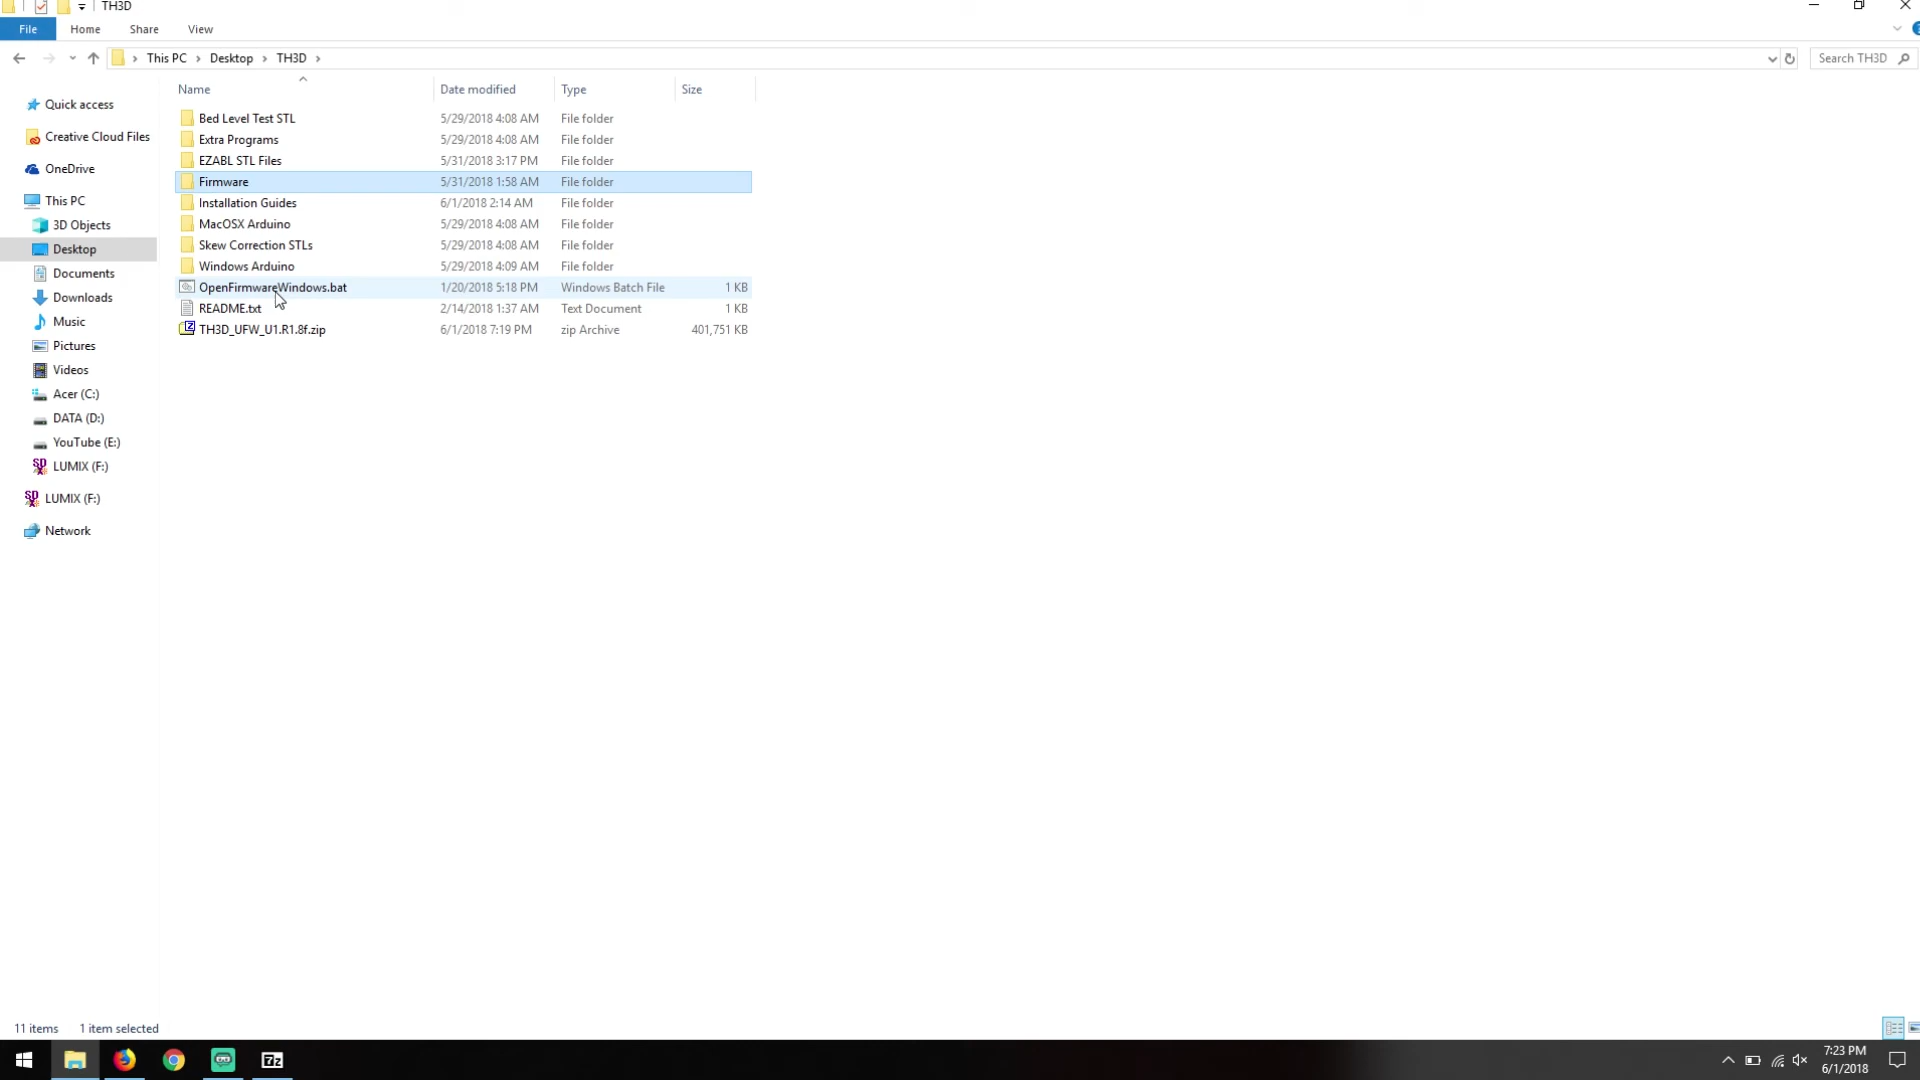 TH3D
File Home Share View
This PC Desktop TH3D Search TH3D
Name Date modified Type Size
Quick access
Creative Cloud Files
OneDrive
This PC
3D Objects
Desktop
Documents
Downloads
Music
Pictures
Videos
Acer (C:)
DATA (D:)
YouTube (E:)
LUMIX (F:)
LUMIX (F:)
Network
Bed Level Test STL 5/29/2018 4:08 AM File folder
Extra Programs 5/29/2018 4:08 AM File folder
EZABL STL Files 5/31/2018 3:17 PM File folder
Firmware 5/31/2018 1:58 AM File folder
Installation Guides 6/1/2018 2:14 AM File folder
MacOSX Arduino 5/29/2018 4:08 AM File folder
Skew Correction STLs 5/29/2018 4:08 AM File folder
Windows Arduino 5/29/2018 4:09 AM File folder
OpenFirmwareWindows.bat 1/20/2018 5:18 PM Windows Batch File 1 KB
README.txt 2/14/2018 1:37 AM Text Document 1 KB
TH3D_UFW_U1.R1.8f.zip 6/1/2018 7:19 PM zip Archive 401,751 KB
11 items 1 item selected
7z
7:23 PM
6/1/2018